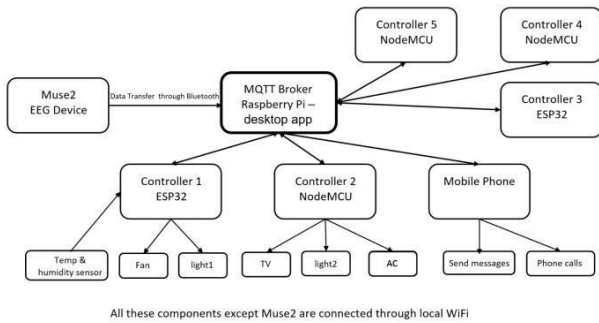 Controller 5
NodeMCU
Controller 4
NodeMCU
Muse2
EEG Device
Data Transfer through Bluetooth
MQTT Broker
Raspberry Pi –
desktop app
Controller 3
ESP32
Controller 1
ESP32
Controller 2
NodeMCU
Mobile Phone
Temp &
humidity sensor
Fan
light1
TV
light2
AC
Send messages
Phone calls
All these components except Muse2 are connected through local WiFi